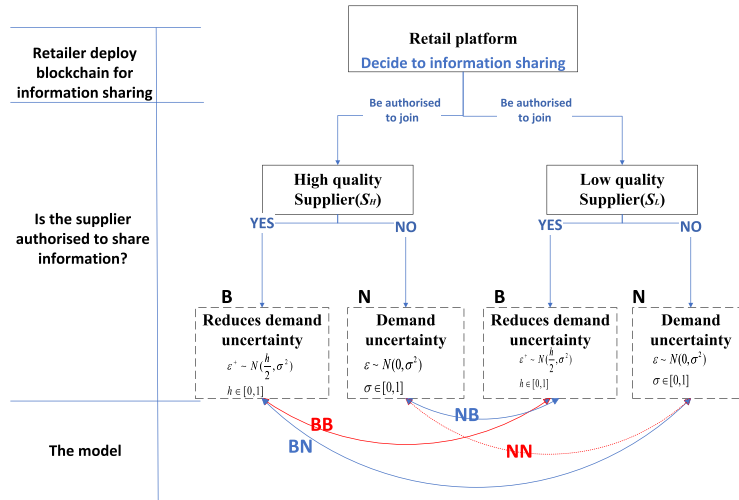 Retailer deploy
blockchain for
information sharing
Retail platform
Decide to information sharing
Be authorised
to join
Be authorised
to join
Is the supplier
authorised to share
information?
High quality
Supplier(S_H)
Low quality
Supplier(S_L)
YES
NO
YES
NO
B
N
B
N
Reduces demand
uncertainty
ε⁺ ~ N(h/2, σ²)
h ∈ [0,1]
Demand
uncertainty
ε ~ N(0, σ²)
σ ∈ [0,1]
Reduces demand
uncertainty
ε⁺ ~ N(h/2, σ²)
h ∈ [0,1]
Demand
uncertainty
ε ~ N(0, σ²)
σ ∈ [0,1]
The model
BB
BN
NB
NN